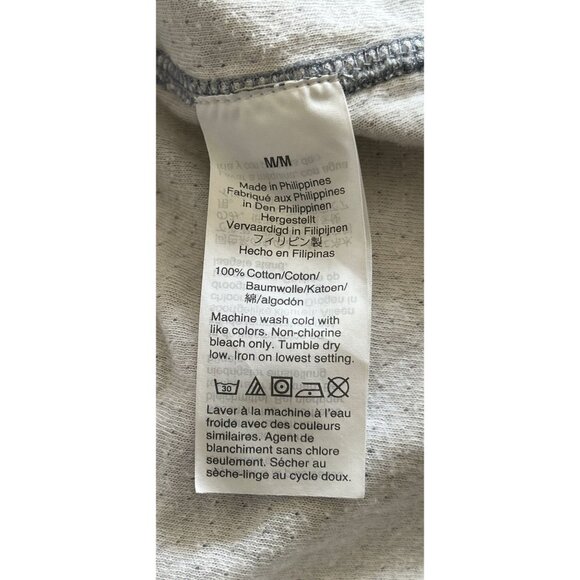 M/M
Made in Philippines
Fabriqué aux Philippines
in Den Philippinen
Hergestellt
Vervaardigd in Filipijnen
フィリピン製
Hecho en Filipinas
100% Cotton/Coton/
Baumwolle/Katoen/
綿/algodón
Machine wash cold with
like colors. Non-chlorine
bleach only. Tumble dry
low. Iron on lowest setting.
30
Laver à la machine à l'eau
froide avec des couleurs
similaires. Agent de
blanchiment sans chlore
seulement. Sécher au
sèche-linge au cycle doux.